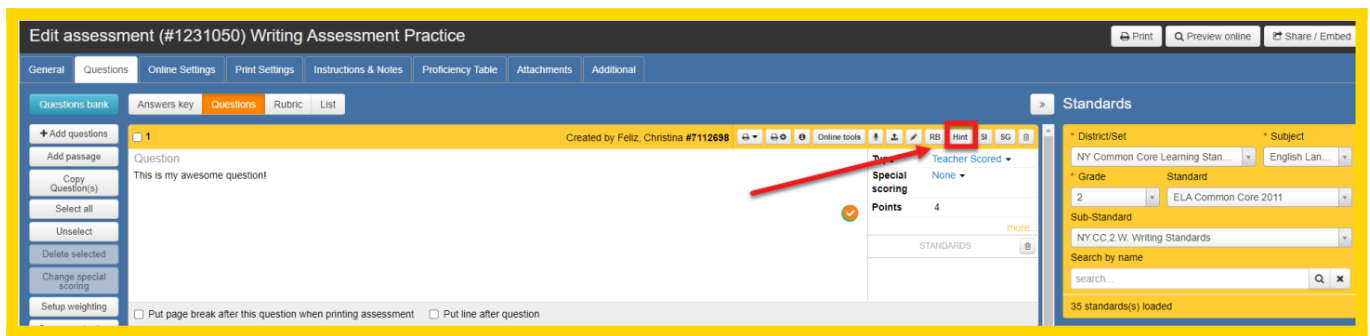 Edit assessment (#1231050) Writing Assessment Practice
Print Preview online Share / Embed
General Questions Online Settings Print Settings Instructions & Notes Proficiency Table Attachments Additional
Questions bank
Answers key Questions Rubric List
»
Standards
+ Add questions
Add passage
Copy
Question(s)
Select all
Unselect
Delete selected
Change special
scoring
Setup weighting
1
Created by Feliz, Christina #7112698
Online tools RB Hint SI SG
Question
This is my awesome question!
Type Teacher Scored
Special
scoring
None
Points 4
more...
STANDARDS
Put page break after this question when printing assessment Put line after question
* District/Set * Subject
NY Common Core Learning Stan... English Lan...
* Grade Standard
2 ELA Common Core 2011
Sub-Standard
NY.CC.2.W. Writing Standards
Search by name
search...
35 standards(s) loaded